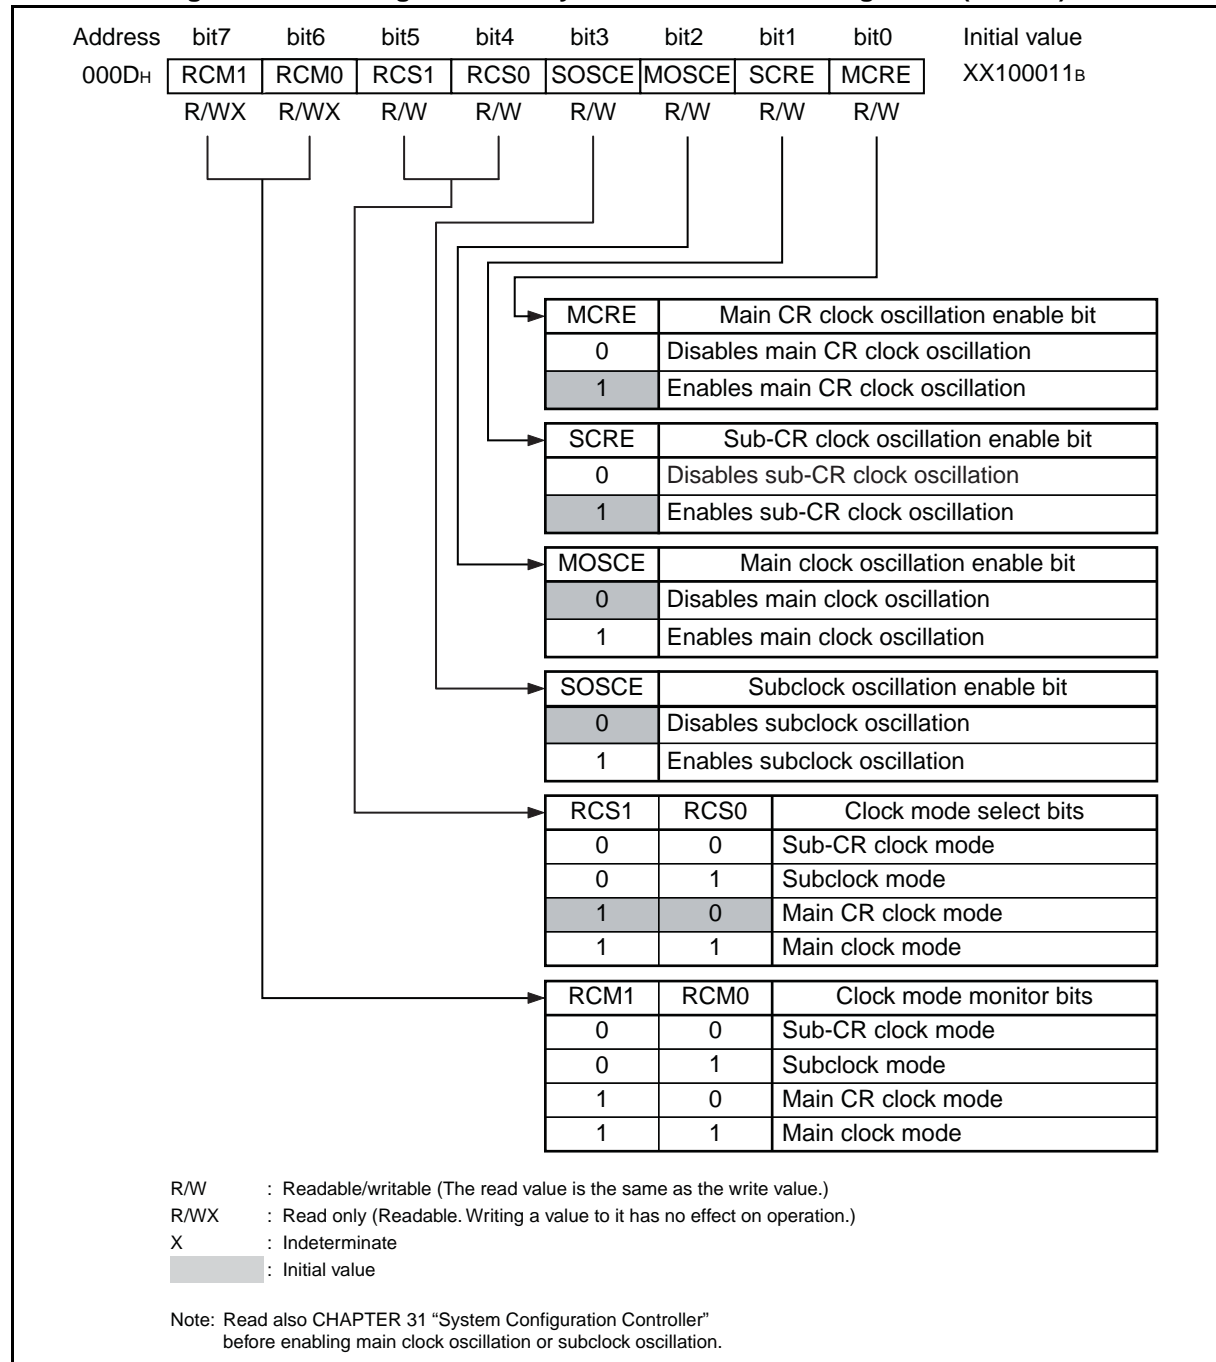 Address bit7 bit6 bit5 bit4 bit3 bit2 bit1 bit0 Initial value
000DH RCM1 RCM0 RCS1 RCS0 SOSCE MOSCE SCRE MCRE XX100011B
R/WX R/WX R/W R/W R/W R/W R/W R/W
MCRE Main CR clock oscillation enable bit
0 Disables main CR clock oscillation
1 Enables main CR clock oscillation
SCRE Sub-CR clock oscillation enable bit
0 Disables sub-CR clock oscillation
1 Enables sub-CR clock oscillation
MOSCE Main clock oscillation enable bit
0 Disables main clock oscillation
1 Enables main clock oscillation
SOSCE Subclock oscillation enable bit
0 Disables subclock oscillation
1 Enables subclock oscillation
RCS1 RCS0 Clock mode select bits
0 0 Sub-CR clock mode
0 1 Subclock mode
1 0 Main CR clock mode
1 1 Main clock mode
RCM1 RCM0 Clock mode monitor bits
0 0 Sub-CR clock mode
0 1 Subclock mode
1 0 Main CR clock mode
1 1 Main clock mode
R/W : Readable/writable (The read value is the same as the write value.)
R/WX : Read only (Readable. Writing a value to it has no effect on operation.)
X : Indeterminate
: Initial value
Note: Read also CHAPTER 31 “System Configuration Controller”
before enabling main clock oscillation or subclock oscillation.